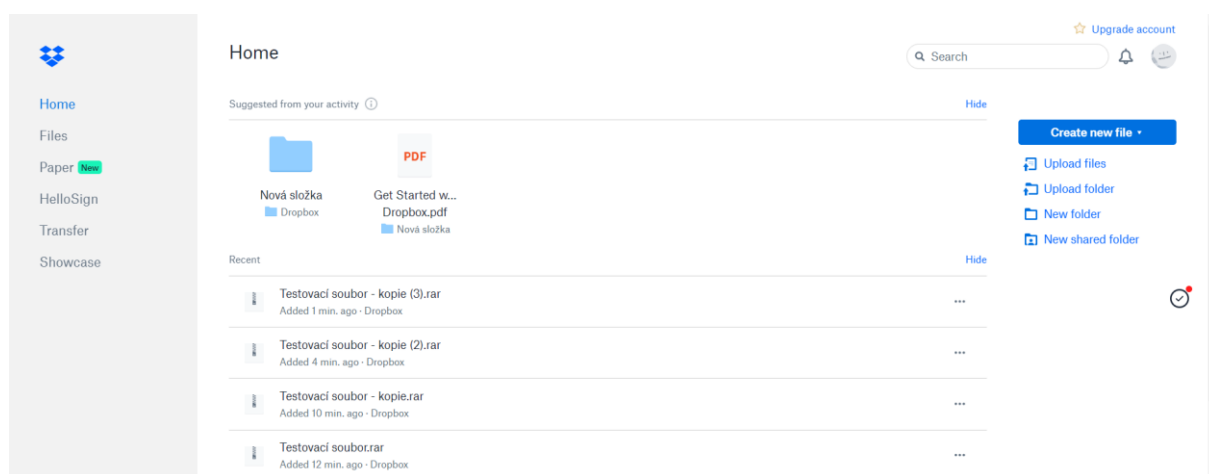 Upgrade account
Home
Search
Home
Files
Paper New
HelloSign
Transfer
Showcase
Suggested from your activity
Hide
PDF
Nová složka
Dropbox
Get Started w...
Dropbox.pdf
Nová složka
Recent
Hide
Testovací soubor - kopie (3).rar
Added 1 min. ago · Dropbox
...
Testovací soubor - kopie (2).rar
Added 4 min. ago · Dropbox
...
Testovací soubor - kopie.rar
Added 10 min. ago · Dropbox
...
Testovací soubor.rar
Added 12 min. ago · Dropbox
...
Create new file
Upload files
Upload folder
New folder
New shared folder